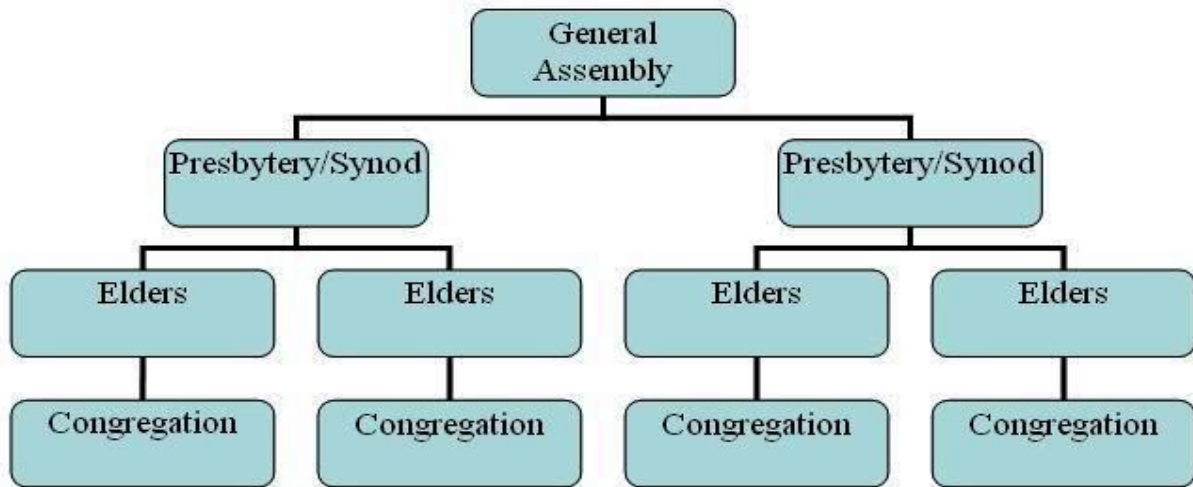 General
Assembly
Presbytery/Synod
Presbytery/Synod
Elders
Elders
Elders
Elders
Congregation
Congregation
Congregation
Congregation